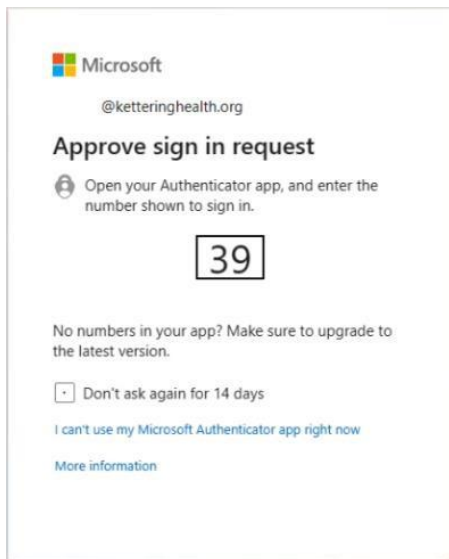 Microsoft
@ketteringhealth.org
Approve sign in request
Open your Authenticator app, and enter the
number shown to sign in.
39
No numbers in your app? Make sure to upgrade to
the latest version.
Don't ask again for 14 days
I can't use my Microsoft Authenticator app right now
More information